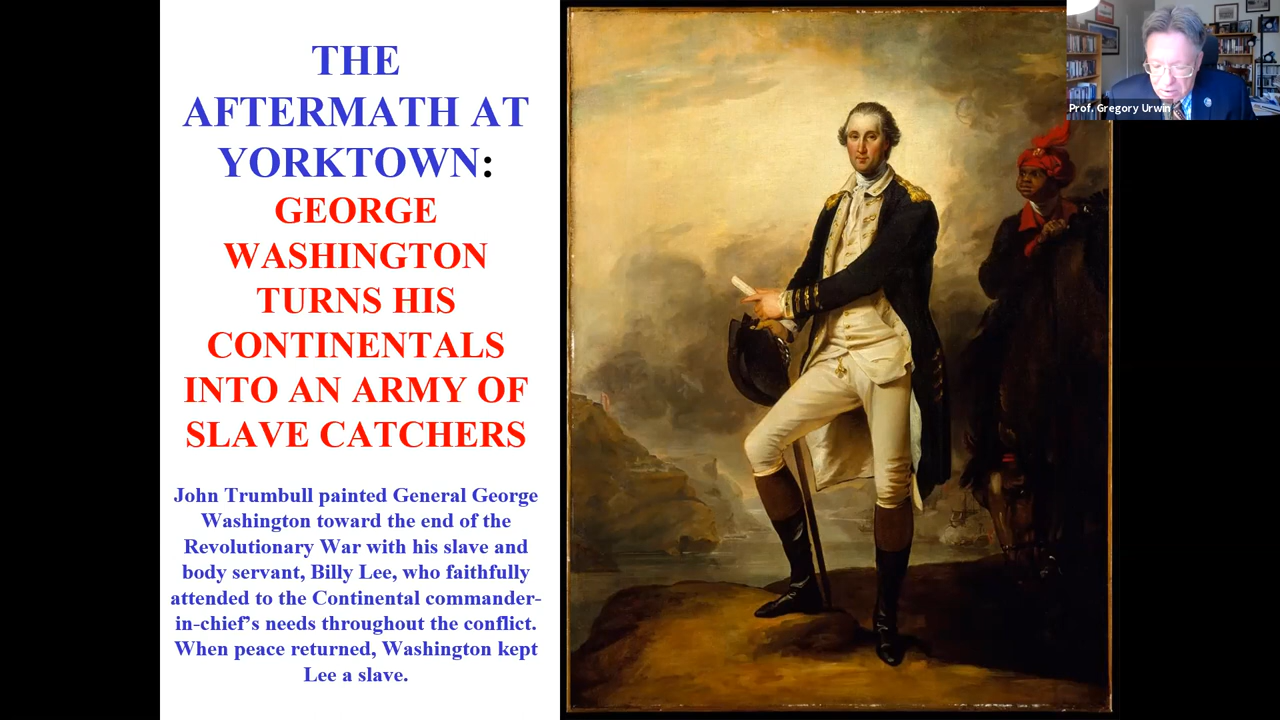 THE
AFTERMATH AT
YORKTOWN:
GEORGE
WASHINGTON
TURNS HIS
CONTINENTALS
INTO AN ARMY OF
SLAVE CATCHERS
John Trumbull painted General George
Washington toward the end of the
Revolutionary War with his slave and
body servant, Billy Lee, who faithfully
attended to the Continental commander-
in-chief’s needs throughout the conflict.
When peace returned, Washington kept
Lee a slave.
Prof. Gregory Urwin